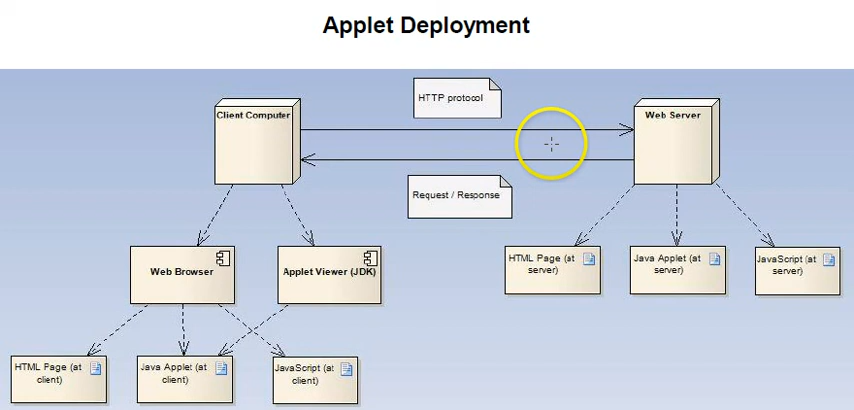 Applet Deployment
HTTP protocol
Client Computer
Web Server
Request / Response
Web Browser
Applet Viewer (JDK)
HTML Page (at
server)
Java Applet (at
server)
JavaScript (at
server)
HTML Page (at
client)
Java Applet (at
client)
JavaScript (at
client)